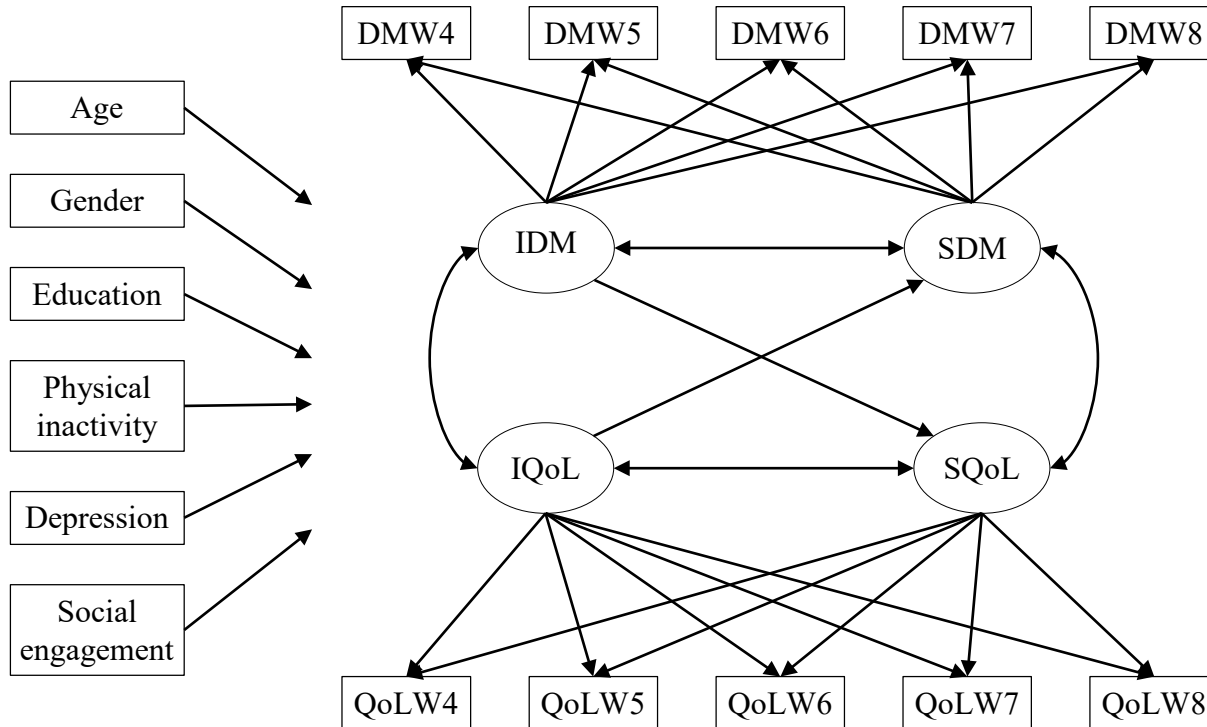 DMW4
DMW5
DMW6
DMW7
DMW8
Age
Gender
Education
Physical
inactivity
Depression
Social
engagement
IDM
SDM
IQoL
SQoL
QoLW4
QoLW5
QoLW6
QoLW7
QoLW8